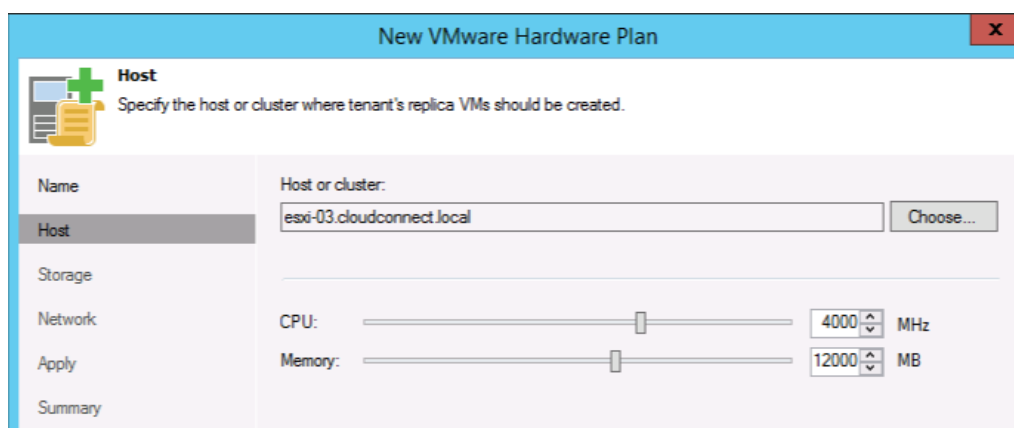 New VMware Hardware Plan
x
Host
Specify the host or cluster where tenant's replica VMs should be created.
Name
Host
Storage
Network
Apply
Summary
Host or cluster:
esxi-03.cloudconnect.local
Choose...
CPU: 4000 MHz
Memory: 12000 MB